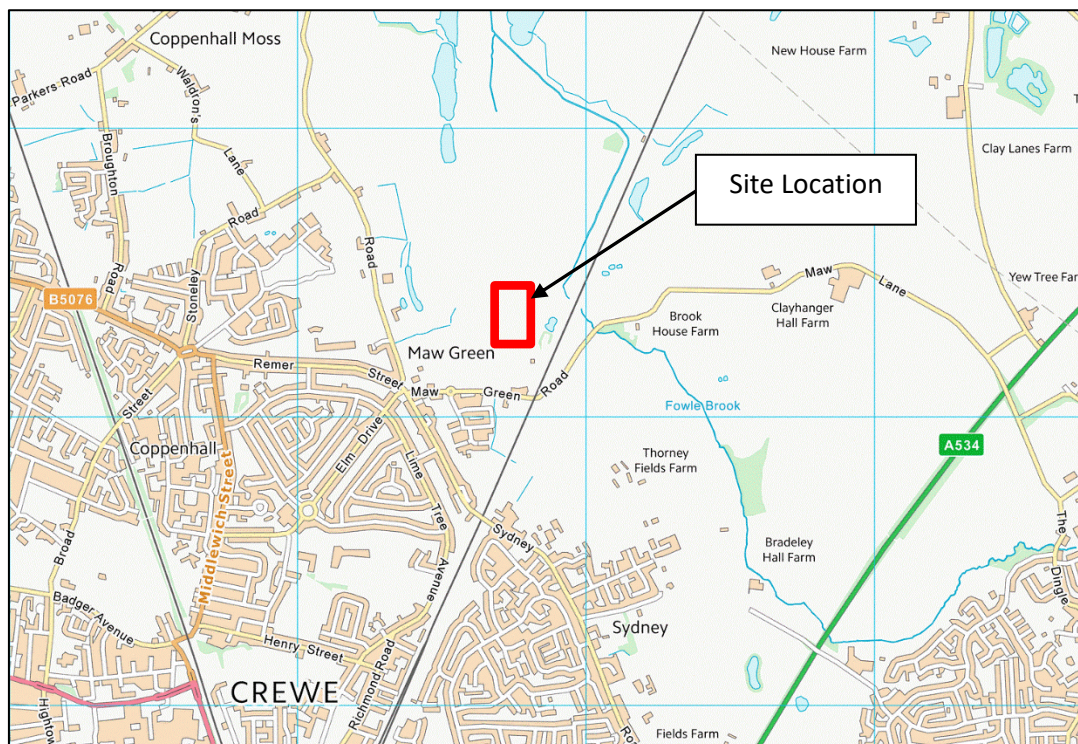 Coppenhall Moss
New House Farm
Parkers Road
Waldron's
Lane
Broughton
Road
Clay Lanes Farm
Site Location
Road
Road
Stoneley
Maw
Lane
Yew Tree Far
B5076
Clayhanger
Hall Farm
Brook
House Farm
Maw Green
Remer
Street
Maw
Green
Road
Street
Fowle Brook
Elm Drive
Coppenhall
Lime
Tree
Avenue
A534
Thorney
Fields Farm
Middlewich Street
Broad
Sydney
Bradeley
Hall Farm
The
Dingle
Badger Avenue
Henry Street
Sydney
CREWE
Richmond Road
Hightow
Road
Fields Farm